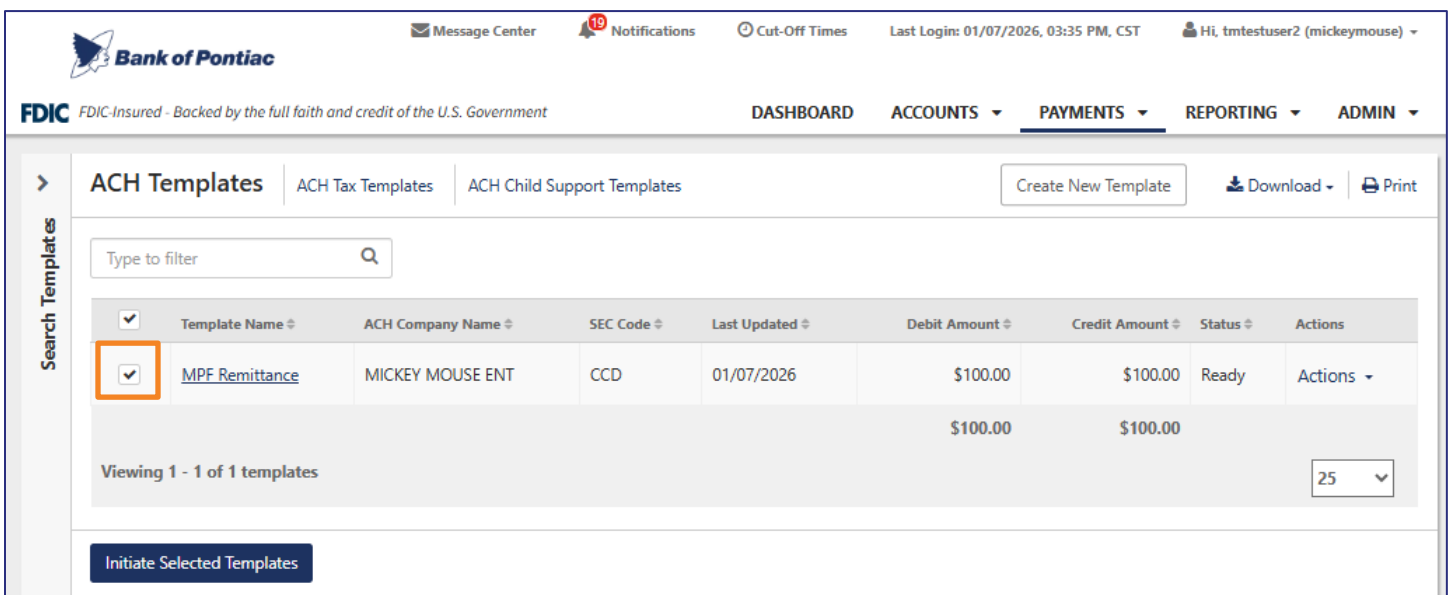 Message Center 19 Notifications Cut-Off Times Last Login: 01/07/2026, 03:35 PM, CST Hi, tmtestuser2 (mickeymouse)
Bank of Pontiac
FDIC FDIC-Insured - Backed by the full faith and credit of the U.S. Government DASHBOARD ACCOUNTS PAYMENTS REPORTING ADMIN
Search Templates
ACH Templates ACH Tax Templates ACH Child Support Templates Create New Template Download Print
Type to filter
Template Name ACH Company Name SEC Code Last Updated Debit Amount Credit Amount Status Actions
MPF Remittance MICKEY MOUSE ENT CCD 01/07/2026 $100.00 $100.00 Ready Actions
$100.00 $100.00
Viewing 1 - 1 of 1 templates 25
Initiate Selected Templates